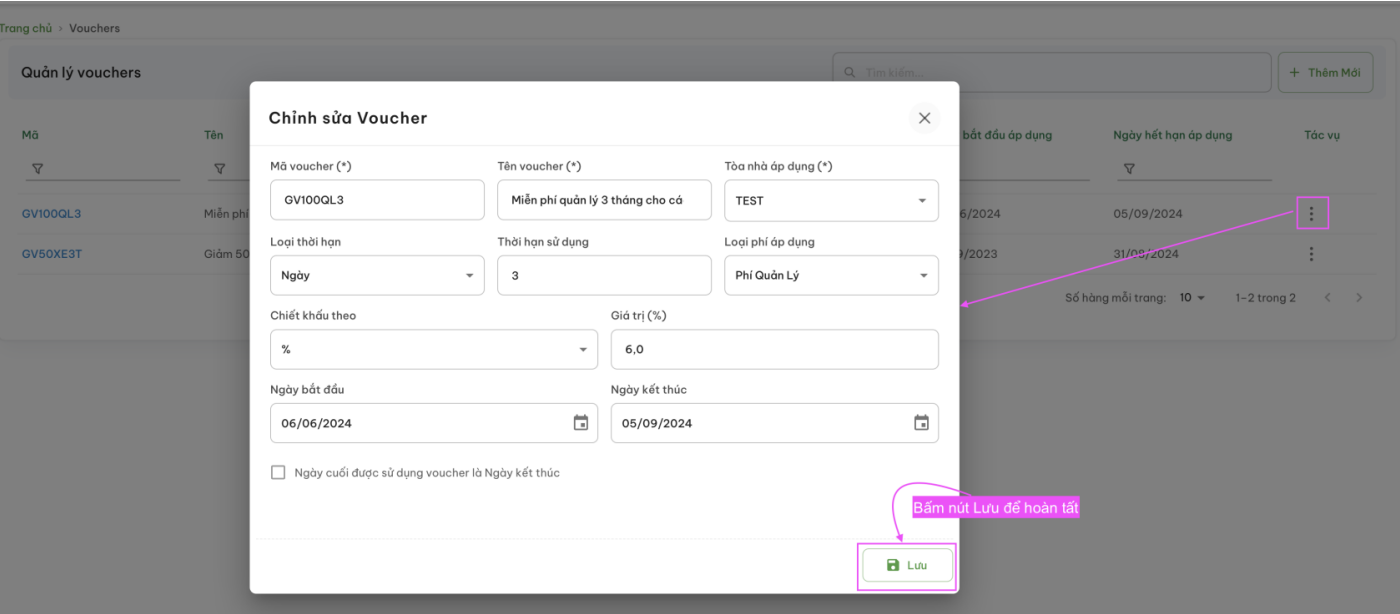 Trang chủ › Vouchers
Quản lý vouchers
Tìm kiếm...
+ Thêm Mới
Mã
Tên
bắt đầu áp dụng
Ngày hết hạn áp dụng
Tác vụ
GV100QL3
Miễn phí
6/2024
05/09/2024
GV50XE3T
Giảm 50
/2023
31/08/2024
Số hàng mỗi trang: 10
1–2 trong 2
Chỉnh sửa Voucher
Mã voucher (*)
Tên voucher (*)
Tòa nhà áp dụng (*)
GV100QL3
Miễn phí quản lý 3 tháng cho cá
TEST
Loại thời hạn
Thời hạn sử dụng
Loại phí áp dụng
Ngày
3
Phí Quản Lý
Chiết khấu theo
Giá trị (%)
%
6,0
Ngày bắt đầu
Ngày kết thúc
06/06/2024
05/09/2024
Ngày cuối được sử dụng voucher là Ngày kết thúc
Bấm nút Lưu để hoàn tất
Lưu